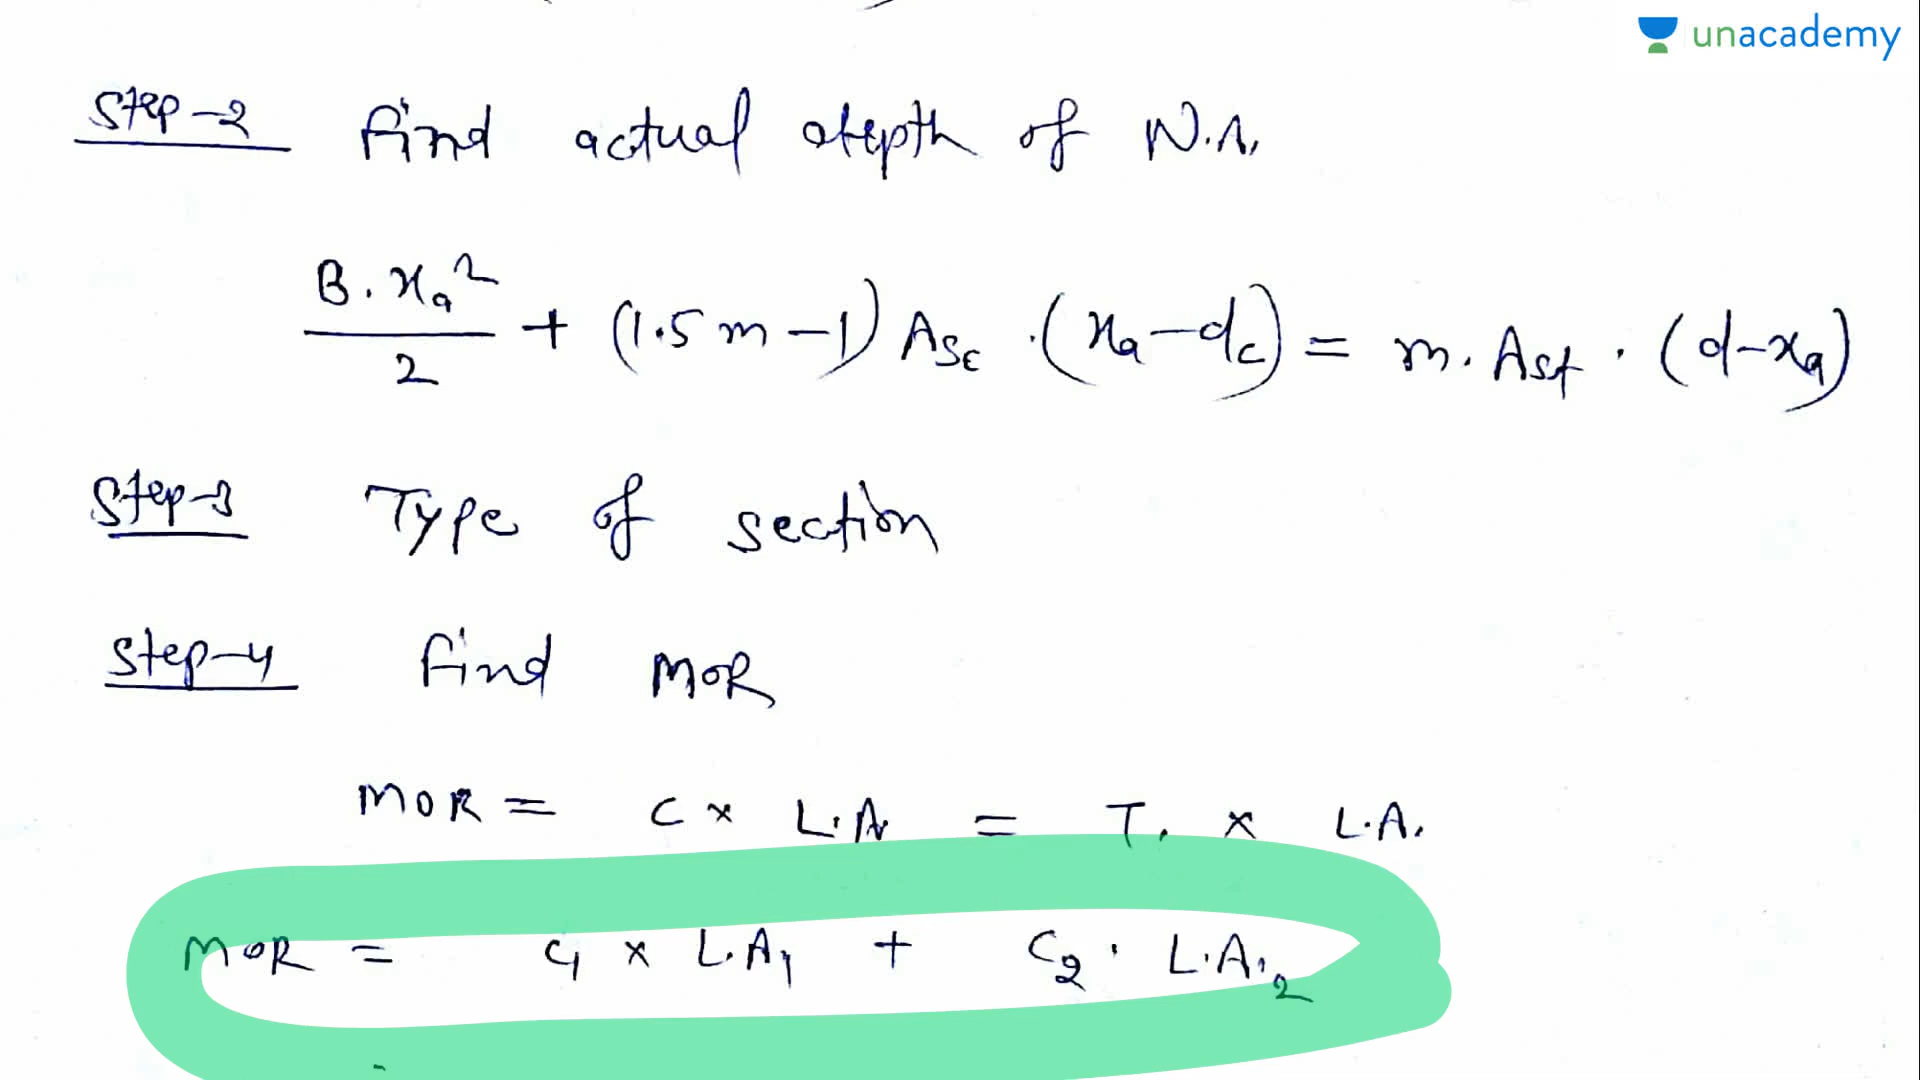 unacademy
Step-2 Find actual depth of N.A.
B.xa²/2 + (1.5m-1) Asc .(xa-dc) = m. Ast . (d-xa)
Step-3 Type of section
Step-4 Find MOR
MOR = C x L.A = T. x L.A.
MOR = C1 x L.A1 + C2 . L.A.2